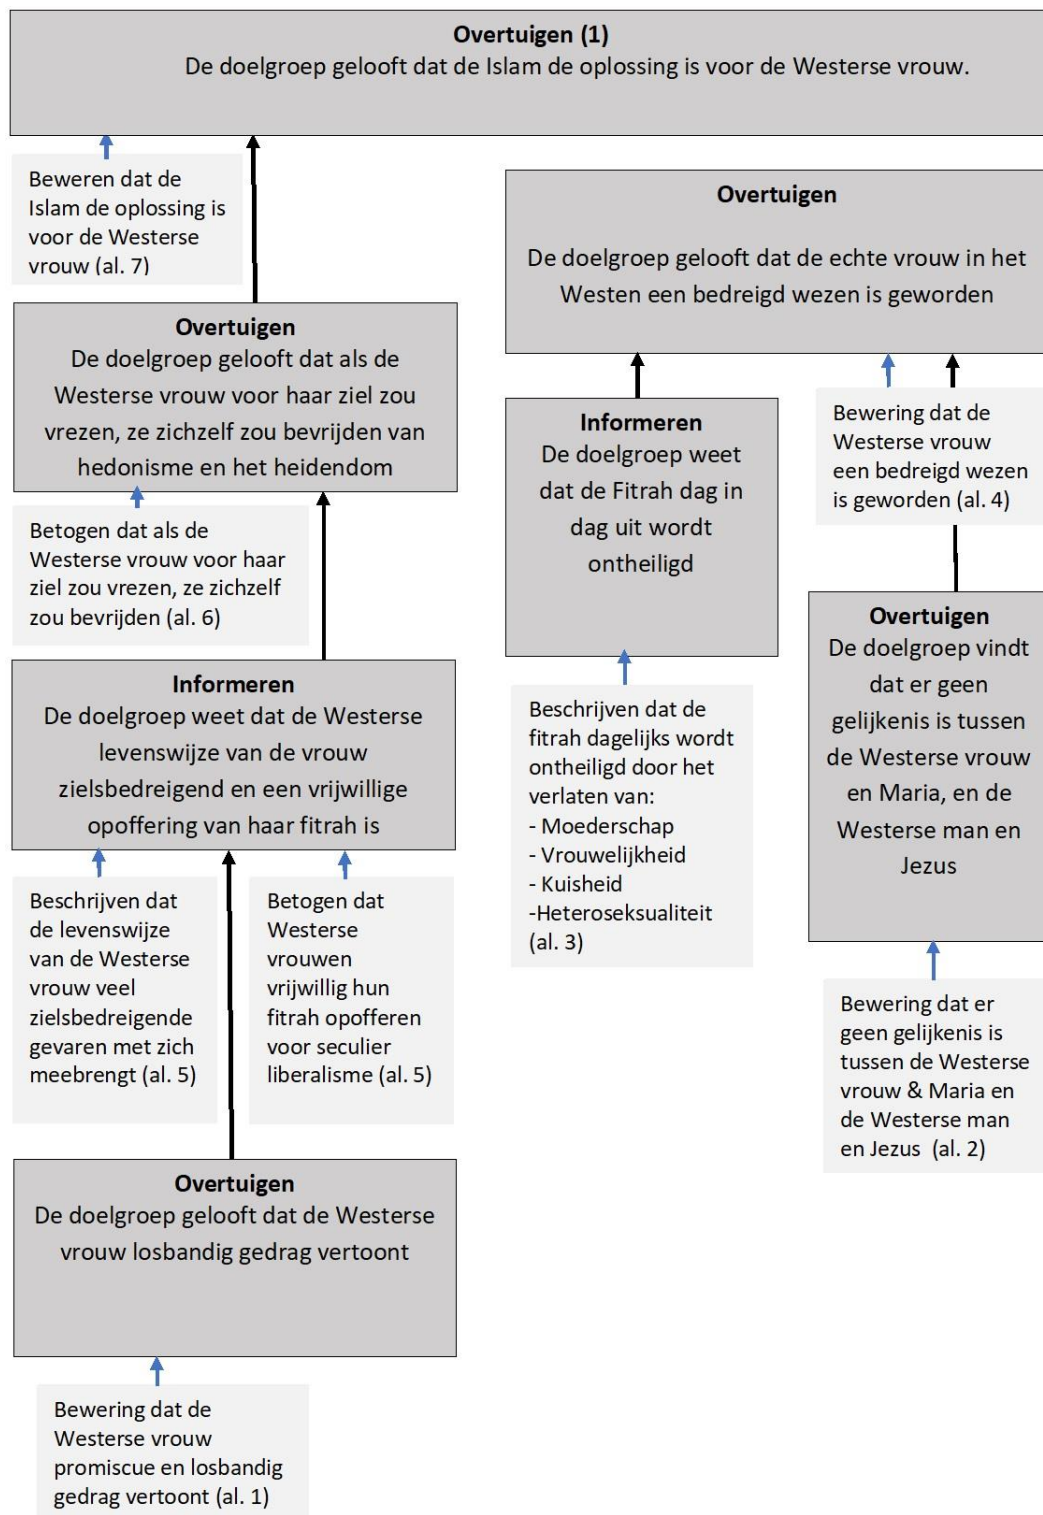 Overtuigen (1)
De doelgroep gelooft dat de Islam de oplossing is voor de Westerse vrouw.
Beweren dat de
Islam de oplossing is
voor de Westerse
vrouw (al. 7)
Overtuigen
De doelgroep gelooft dat de echte vrouw in het
Westen een bedreigd wezen is geworden
Overtuigen
De doelgroep gelooft dat als de
Westerse vrouw voor haar ziel zou
vrezen, ze zichzelf zou bevrijden van
hedonisme en het heidendom
Informeren
De doelgroep weet
dat de Fitrah dag in
dag uit wordt
ontheiligd
Bewering dat de
Westerse vrouw
een bedreigd wezen
is geworden (al. 4)
Betogen dat als de
Westerse vrouw voor haar
ziel zou vrezen, ze zichzelf
zou bevrijden (al. 6)
Overtuigen
De doelgroep vindt
dat er geen
gelijkenis is tussen
de Westerse vrouw
en Maria, en de
Westerse man en
Jezus
Informeren
De doelgroep weet dat de Westerse
levenswijze van de vrouw
zielsbedreigend en een vrijwillige
opoffering van haar fitrah is
Beschrijven dat de
fitrah dagelijks wordt
ontheiligd door het
verlaten van:
- Moederschap
- Vrouwelijkheid
- Kuisheid
-Heteroseksualiteit
(al. 3)
Beschrijven dat
de levenswijze
van de Westerse
vrouw veel
zielsbedreigende
gevaren met zich
meebrengt (al. 5)
Betogen dat
Westerse
vrouwen
vrijwillig hun
fitrah opofferen
voor seculier
liberalisme (al. 5)
Bewering dat er
geen gelijkenis is
tussen de Westerse
vrouw & Maria en
de Westerse man
en Jezus  (al. 2)
Overtuigen
De doelgroep gelooft dat de Westerse
vrouw losbandig gedrag vertoont
Bewering dat de
Westerse vrouw
promiscue en losbandig
gedrag vertoont (al. 1)